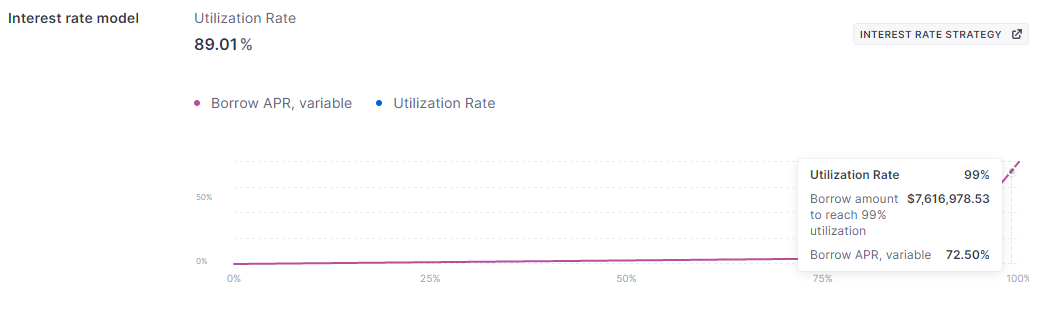 Interest rate model
Utilization Rate
89.01%
INTEREST RATE STRATEGY
Borrow APR, variable
Utilization Rate
50%
0%
Utilization Rate 99%
Borrow amount $7,616,978.53
to reach 99%
utilization
Borrow APR, variable 72.50%
0% 25% 50% 75% 100%